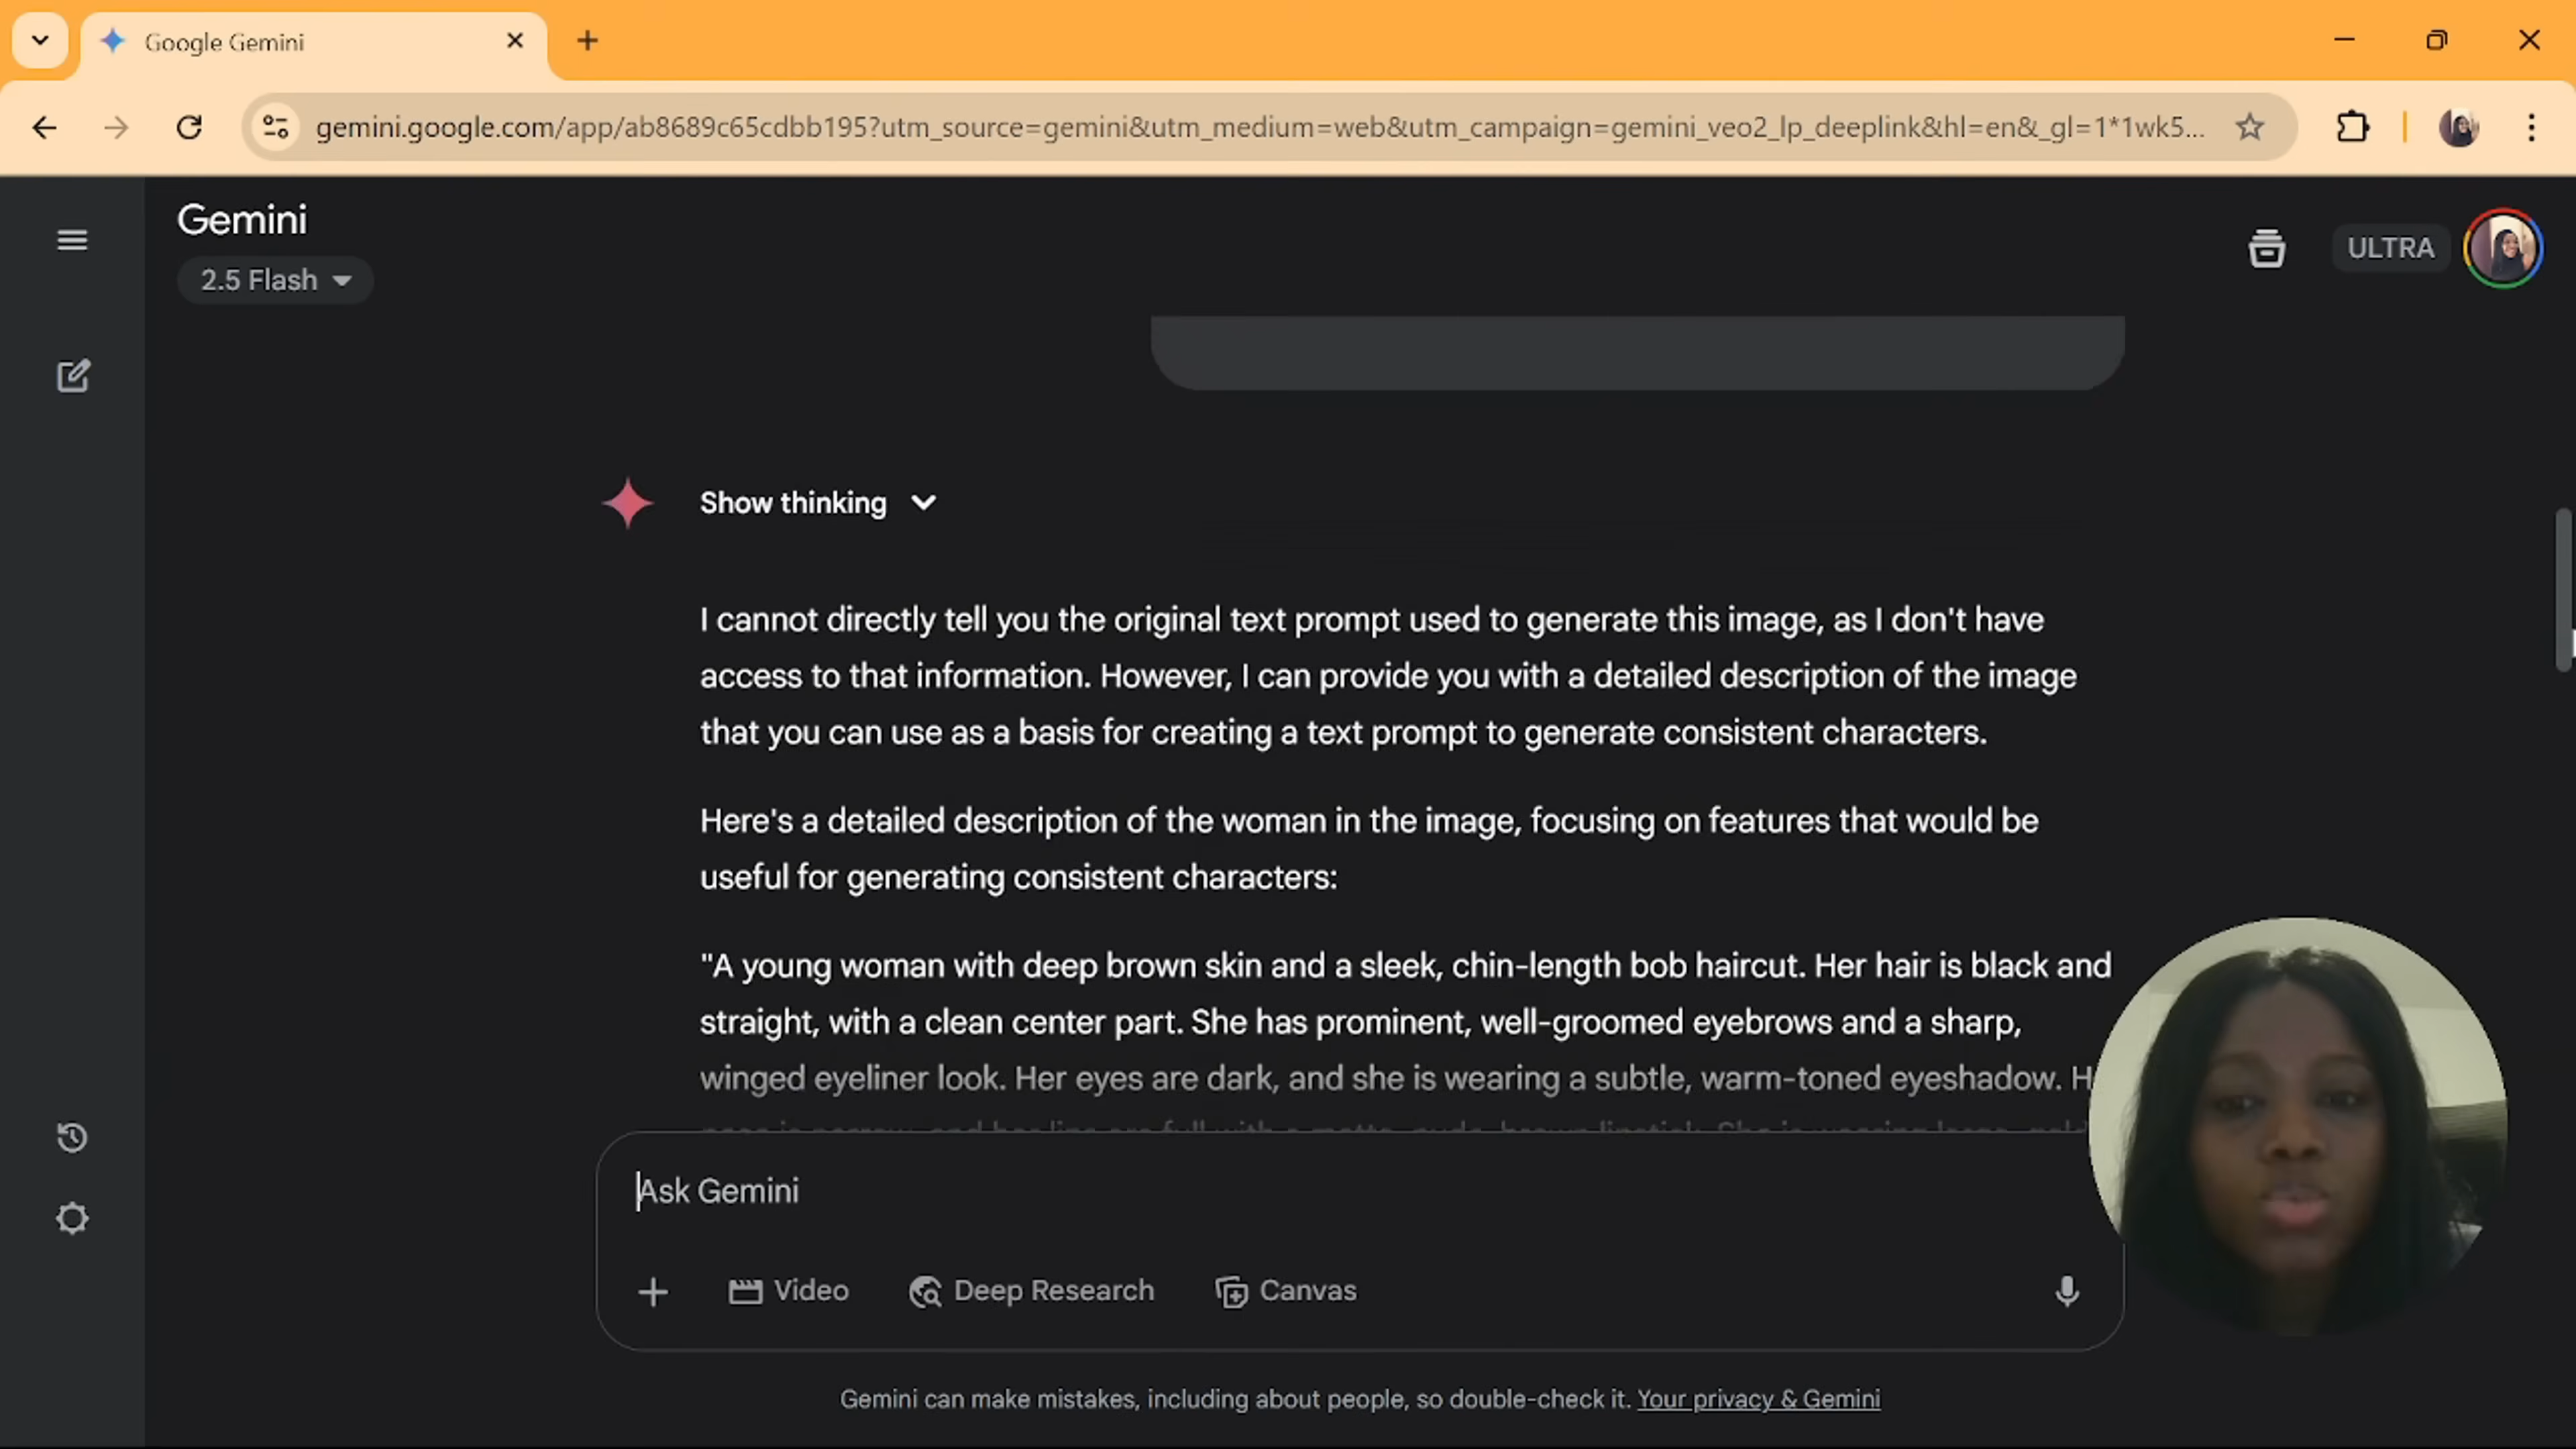 Google Gemini
gemini.google.com/app/ab8689c65cdbb195?utm_source=gemini&utm_medium=web&utm_campaign=gemini_veo2_lp_deeplink&hl=en&_gl=1*1wk5...
Gemini
ULTRA
2.5 Flash
Show thinking
I cannot directly tell you the original text prompt used to generate this image, as I don't have
access to that information. However, I can provide you with a detailed description of the image
that you can use as a basis for creating a text prompt to generate consistent characters.
Here's a detailed description of the woman in the image, focusing on features that would be
useful for generating consistent characters:
"A young woman with deep brown skin and a sleek, chin-length bob haircut. Her hair is black and
straight, with a clean center part. She has prominent, well-groomed eyebrows and a sharp,
winged eyeliner look. Her eyes are dark, and she is wearing a subtle, warm-toned eyeshadow. H
Ask Gemini
Video Deep Research Canvas
Gemini can make mistakes, including about people, so double-check it. Your privacy & Gemini